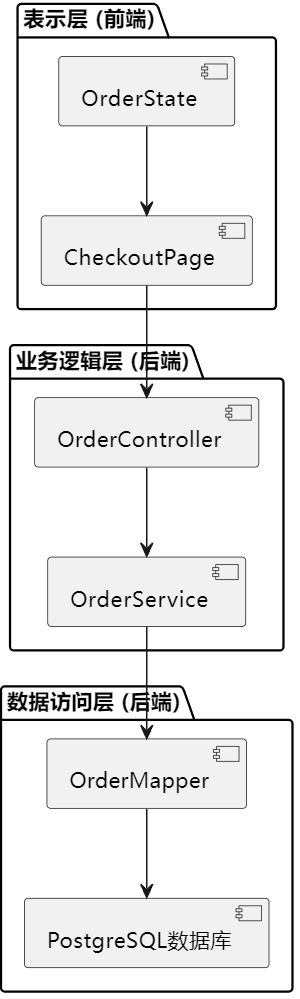 表示层 (前端)
OrderState
CheckoutPage
业务逻辑层 (后端)
OrderController
OrderService
数据访问层 (后端)
OrderMapper
PostgreSQL数据库